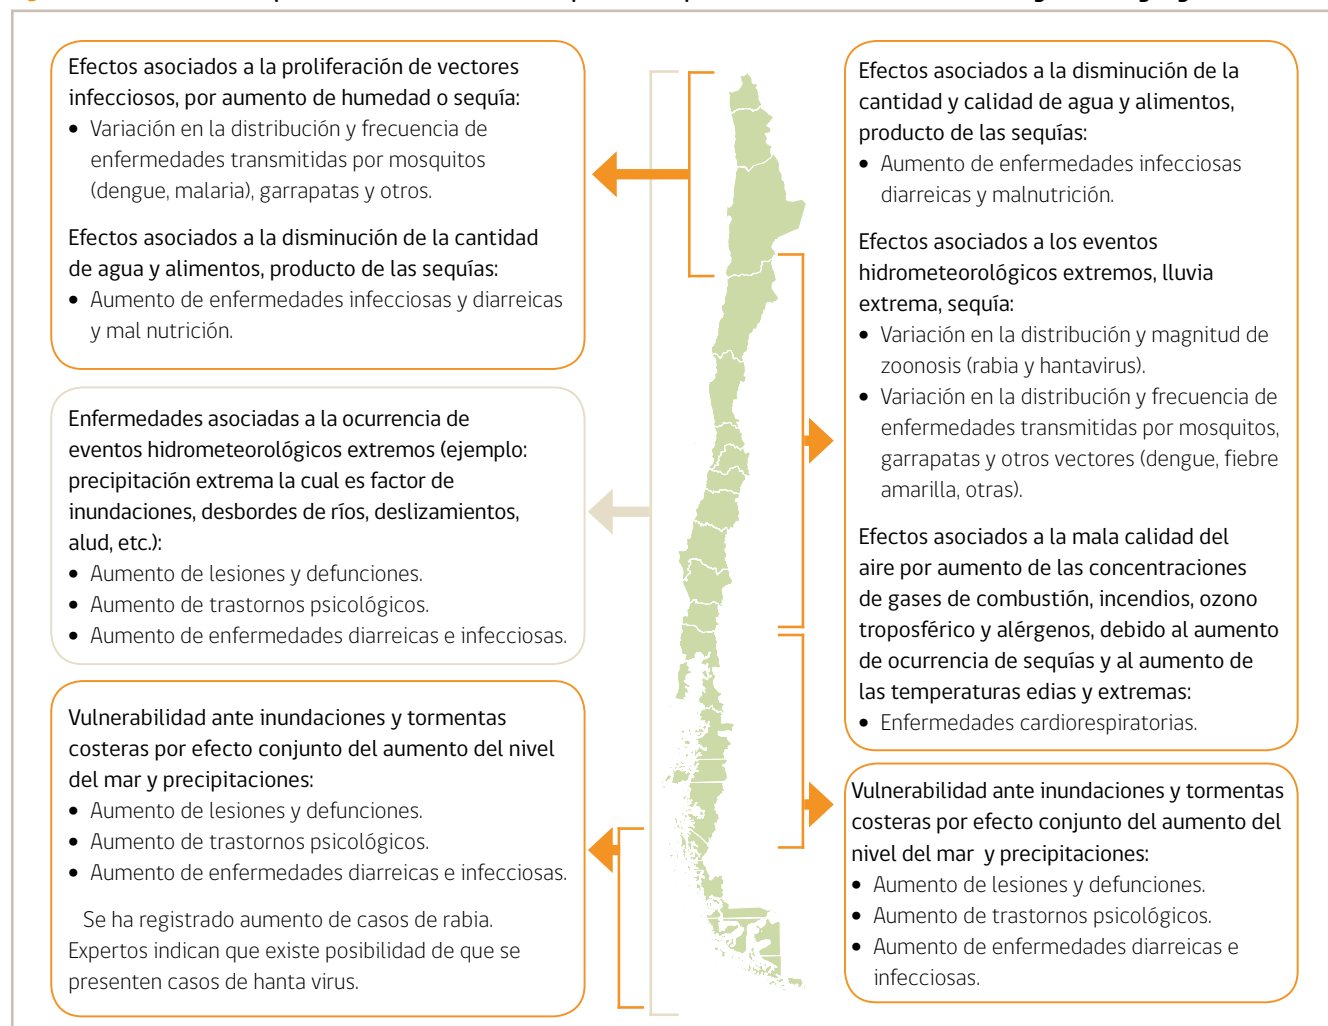 Efectos asociados a la proliferación de vectores
infecciosos, por aumento de humedad o sequía:
• Variación en la distribución y frecuencia de
enfermedades transmitidas por mosquitos
(dengue, malaria), garrapatas y otros.
Efectos asociados a la disminución de la cantidad
de agua y alimentos, producto de las sequías:
• Aumento de enfermedades infecciosas y diarreicas
y mal nutrición.
Enfermedades asociadas a la ocurrencia de
eventos hidrometeorológicos extremos (ejemplo:
precipitación extrema la cual es factor de
inundaciones, desbordes de ríos, deslizamientos,
alud, etc.):
• Aumento de lesiones y defunciones.
• Aumento de trastornos psicológicos.
• Aumento de enfermedades diarreicas e infecciosas.
Vulnerabilidad ante inundaciones y tormentas
costeras por efecto conjunto del aumento del nivel
del mar y precipitaciones:
• Aumento de lesiones y defunciones.
• Aumento de trastornos psicológicos.
• Aumento de enfermedades diarreicas e infecciosas.
Se ha registrado aumento de casos de rabia.
Expertos indican que existe posibilidad de que se
presenten casos de hanta virus.
Efectos asociados a la disminución de la
cantidad y calidad de agua y alimentos,
producto de las sequías:
• Aumento de enfermedades infecciosas
diarreicas y malnutrición.
Efectos asociados a los eventos
hidrometeorológicos extremos, lluvia
extrema, sequía:
• Variación en la distribución y magnitud de
zoonosis (rabia y hantavirus).
• Variación en la distribución y frecuencia de
enfermedades transmitidas por mosquitos,
garrapatas y otros vectores (dengue, fiebre
amarilla, otras).
Efectos asociados a la mala calidad del
aire por aumento de las concentraciones
de gases de combustión, incendios, ozono
troposférico y alérgenos, debido al aumento
de ocurrencia de sequías y al aumento de
las temperaturas edias y extremas:
• Enfermedades cardiorespiratorias.
Vulnerabilidad ante inundaciones y tormentas
costeras por efecto conjunto del aumento del
nivel del mar y precipitaciones:
• Aumento de lesiones y defunciones.
• Aumento de trastornos psicológicos.
• Aumento de enfermedades diarreicas e
infecciosas.